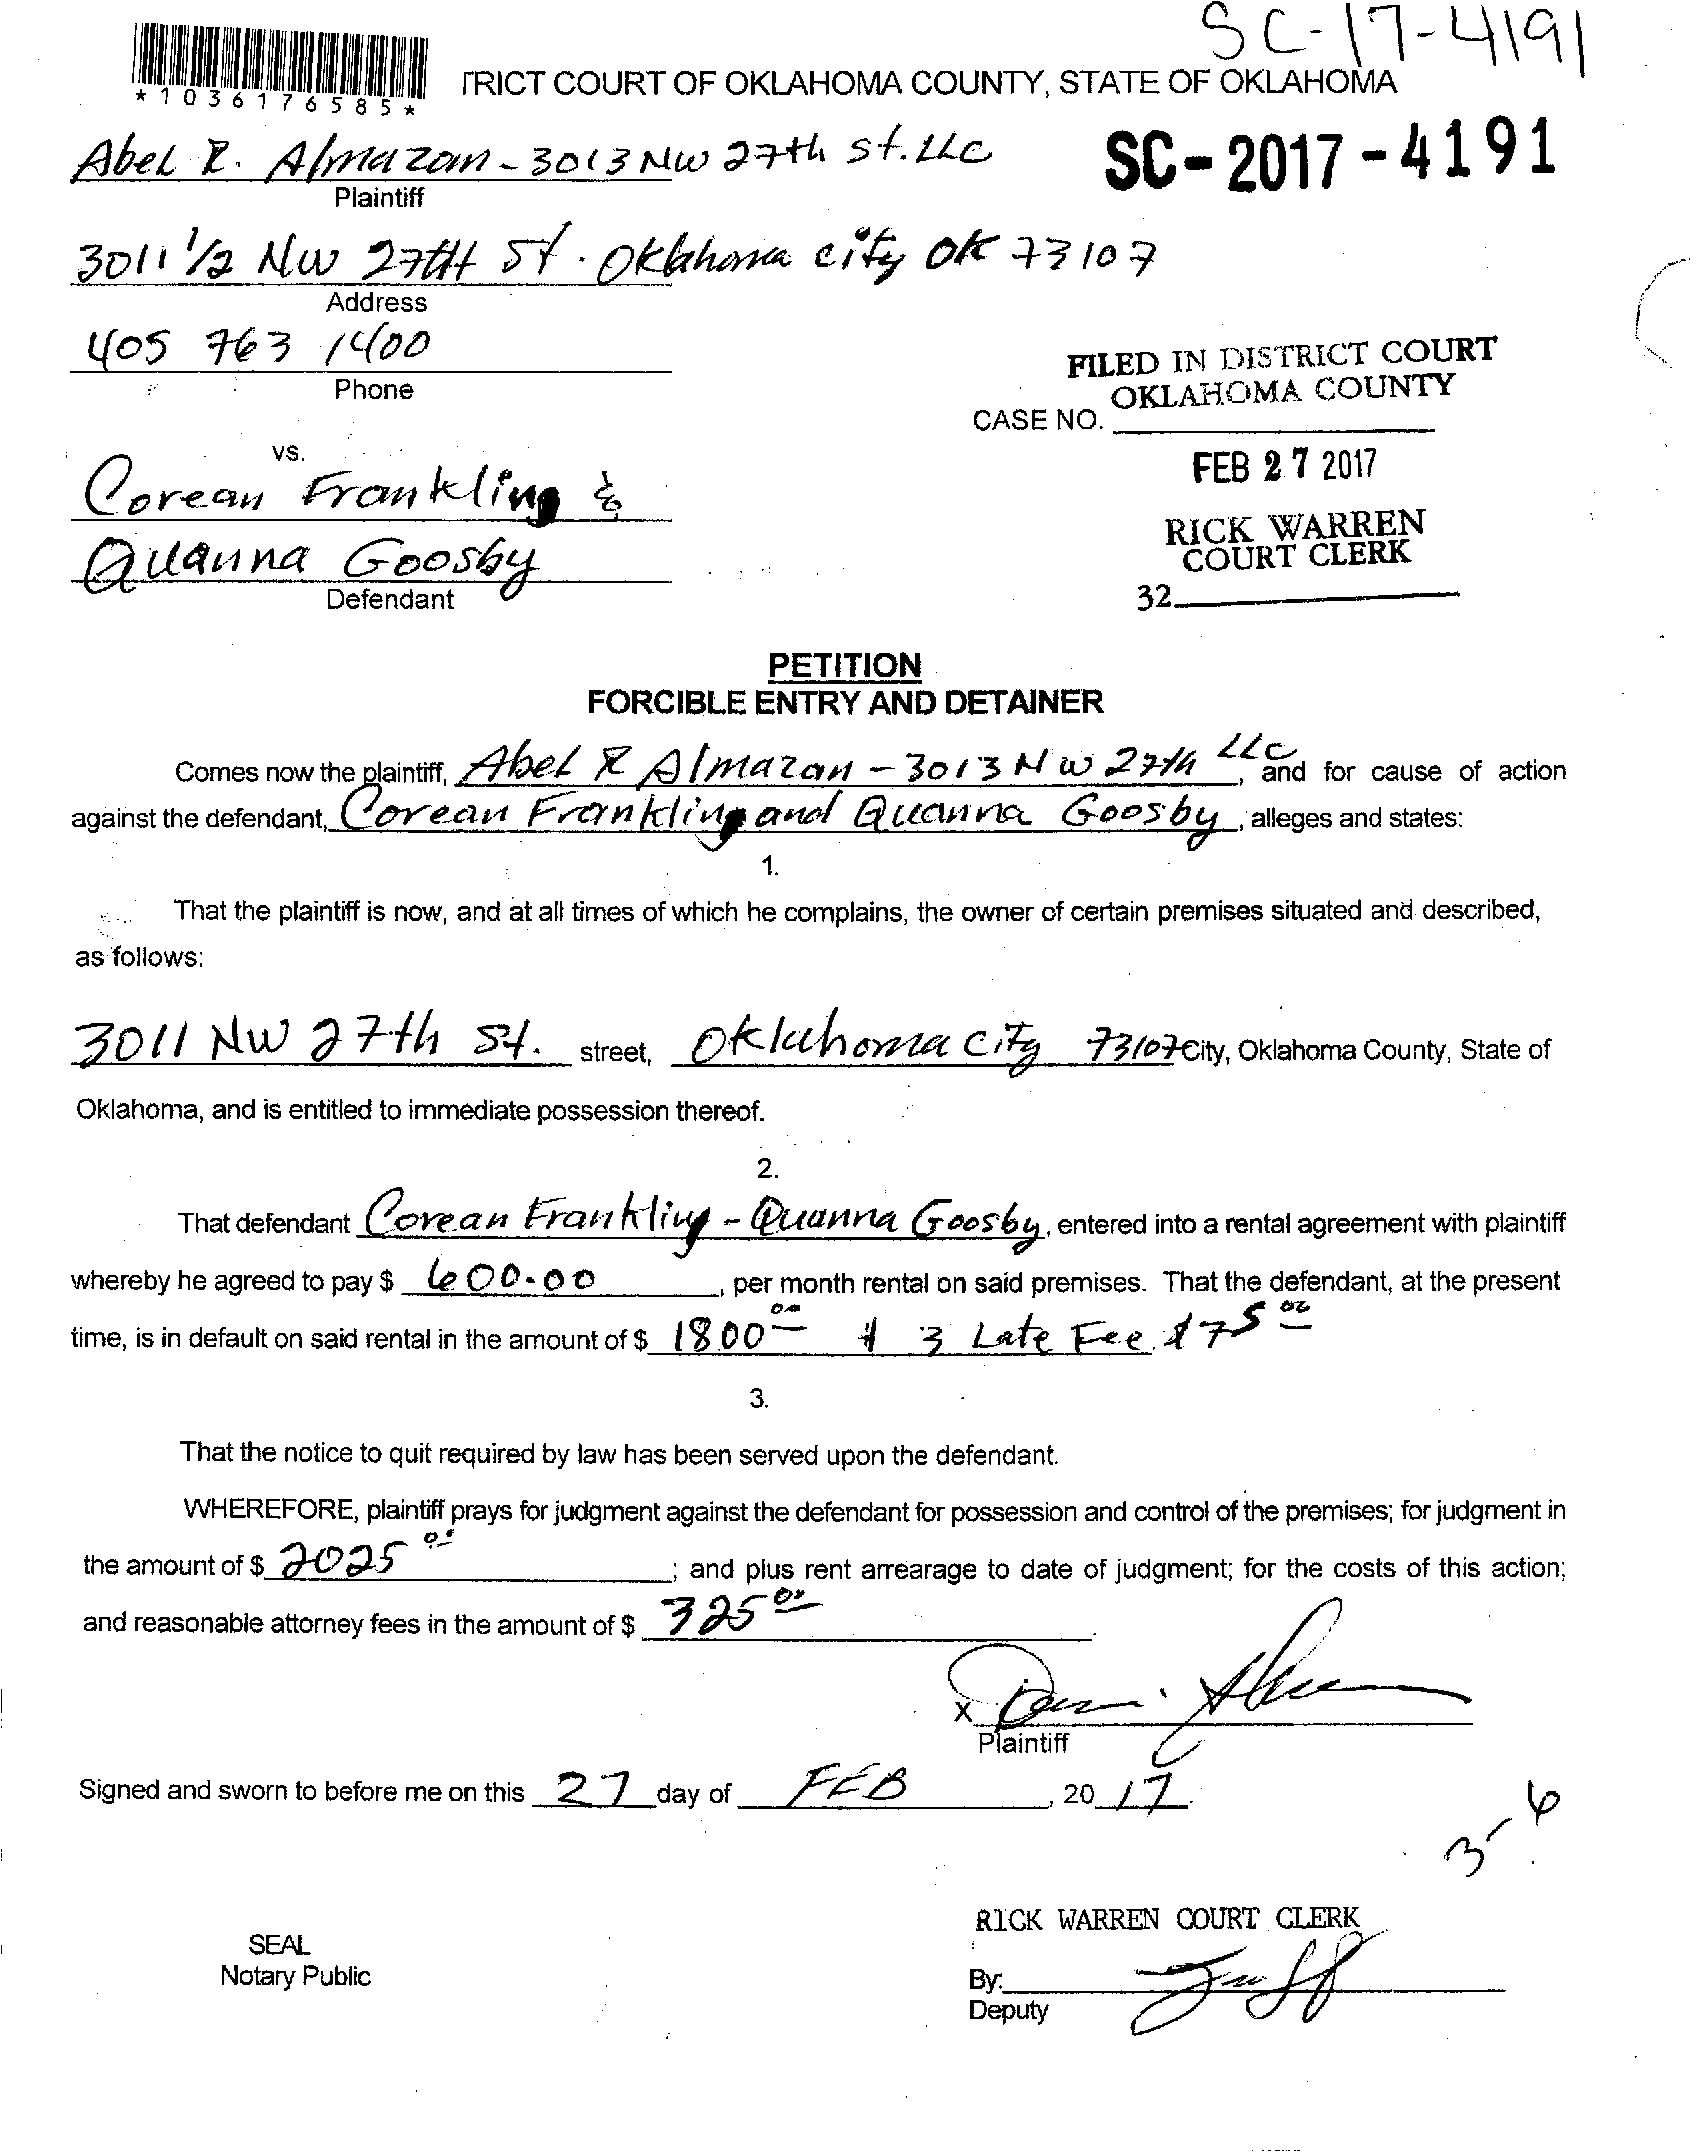 SC-17-4191
*1036176585*
TRICT COURT OF OKLAHOMA COUNTY, STATE OF OKLAHOMA
Abel R. Almazan - 3013 NW 27th st. LLC
SC-2017-4191
Plaintiff
3011 1/2 NW 27TH St. Oklahoma city OK 73107
Address
405 763 1400
Phone
FILED IN DISTRICT COURT
OKLAHOMA COUNTY
CASE NO.
vs.
FEB 27 2017
Corean Frankling &
RICK WARREN
COURT CLERK
Quanna Goosby
Defendant
32
PETITION
FORCIBLE ENTRY AND DETAINER
Comes now the plaintiff, Abel R Almazan - 3013 NW 27th LLC, and for cause of action
against the defendant, Corean Frankling and Quanna Goosby, alleges and states:
1.
That the plaintiff is now, and at all times of which he complains, the owner of certain premises situated and described,
as follows:
3011 NW 27th St. street, Oklahoma City 73107 City, Oklahoma County, State of
Oklahoma, and is entitled to immediate possession thereof.
2.
That defendant Corean Frankling - Quanna Goosby, entered into a rental agreement with plaintiff
whereby he agreed to pay $ 600.00, per month rental on said premises. That the defendant, at the present
time, is in default on said rental in the amount of $ 1800 00 3 Late Fee $75 00
3.
That the notice to quit required by law has been served upon the defendant.
WHEREFORE, plaintiff prays for judgment against the defendant for possession and control of the premises; for judgment in
the amount of $ 2025 00; and plus rent arrearage to date of judgment; for the costs of this action;
and reasonable attorney fees in the amount of $ 325 00
X
Plaintiff
Signed and sworn to before me on this 27 day of FEB, 20 17
3-6
RICK WARREN COURT CLERK
SEAL
Notary Public
By:
Deputy